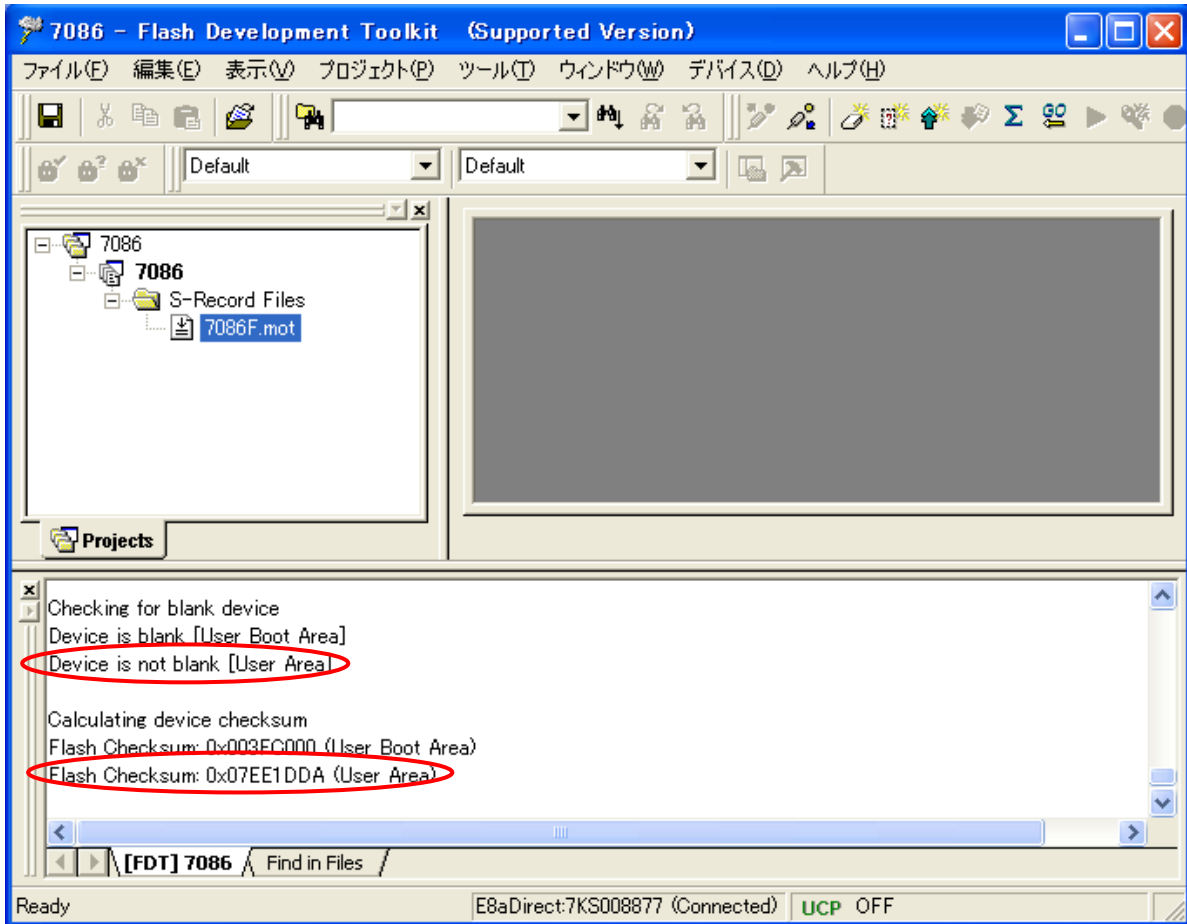 7086 - Flash Development Toolkit (Supported Version)
ファイル(F) 編集(E) 表示(V) プロジェクト(P) ツール(T) ウィンドウ(W) デバイス(D) ヘルプ(H)
Default Default
7086
7086
S-Record Files
7086F.mot
Projects
Checking for blank device
Device is blank [User Boot Area]
Device is not blank [User Area]
Calculating device checksum
Flash Checksum: 0x003FC000 (User Boot Area)
Flash Checksum: 0x07EE1DDA (User Area)
[FDT] 7086 Find in Files
Ready E8aDirect:7KS008877 (Connected) UCP OFF